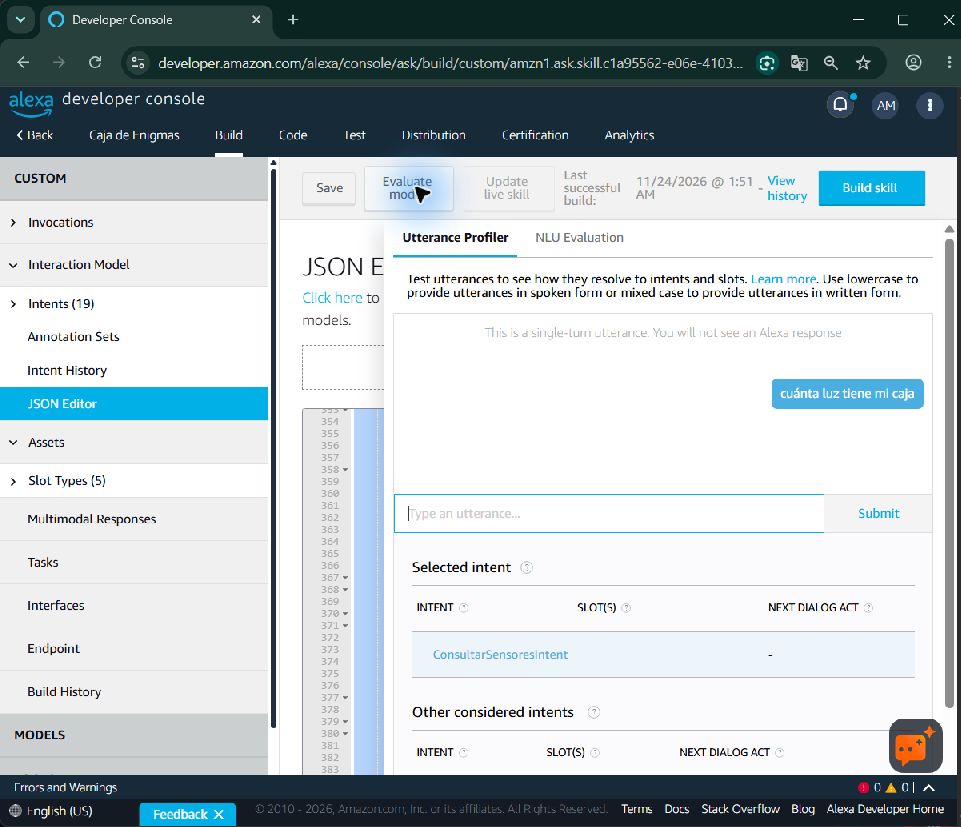 Developer Console
developer.amazon.com/alexa/console/ask/build/custom/amzn1.ask.skill.c1a95562-e06e-4103...
alexa developer console
AM
Back
Caja de Enigmas
Build
Code
Test
Distribution
Certification
Analytics
CUSTOM
Invocations
Interaction Model
Intents (19)
Annotation Sets
Intent History
JSON Editor
Assets
Slot Types (5)
Multimodal Responses
Tasks
Interfaces
Endpoint
Build History
MODELS
Save
Evaluate
Update
live skill
Last
successful
build:
11/24/2026 @ 1:51
AM
-
View
history
Build skill
JSON E
Click here to
models.
353
354
355
356
357
358
359
360
361
362
363
364
365
366
367
368
369
370
371
372
373
374
375
376
377
378
379
380
381
382
383
Utterance Profiler
NLU Evaluation
Test utterances to see how they resolve to intents and slots. Learn more. Use lowercase to
provide utterances in spoken form or mixed case to provide utterances in written form.
This is a single-turn utterance. You will not see an Alexa response
cuánta luz tiene mi caja
Type an utterance...
Submit
Selected intent ?
INTENT ?
SLOT(S) ?
NEXT DIALOG ACT ?
ConsultarSensoresIntent
-
Other considered intents ?
INTENT ?
SLOT(S) ?
NEXT DIALOG ACT ?
Errors and Warnings
0
0 |
English (US)
Feedback
© 2010 - 2026, Amazon.com, Inc. or its affiliates. All Rights Reserved.
Terms
Docs
Stack Overflow
Blog
Alexa Developer Home